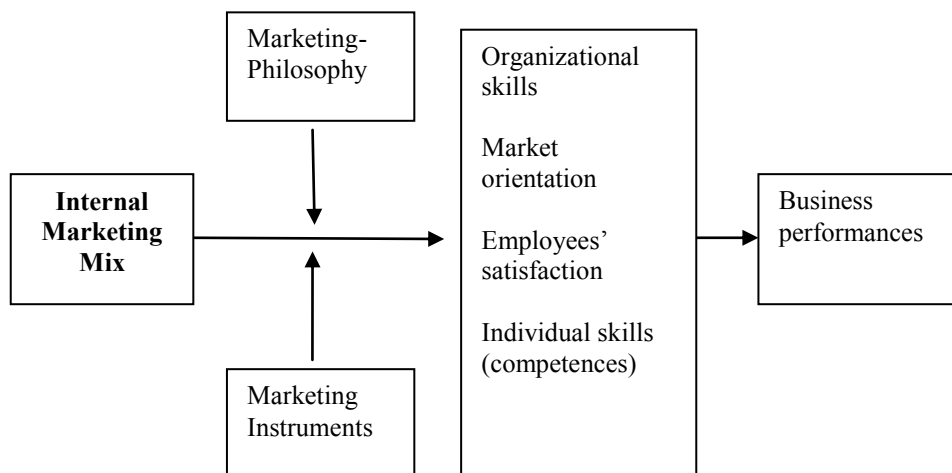 Marketing-
Philosophy
Internal
Marketing
Mix
Marketing
Instruments
Organizational
skills
Market
orientation
Employees’
satisfaction
Individual skills
(competences)
Business
performances